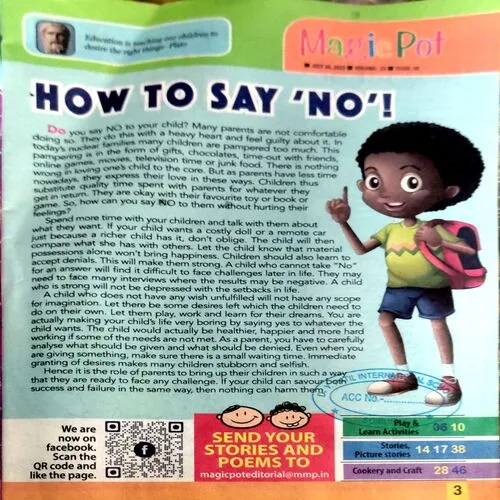 Education is teaching our children to
desire the right things - Plato
Magic Pot
HOW TO SAY 'NO'!
Do you say NO to your child? Many parents are not comfortable
doing so. They do this with a heavy heart and feel guilty about it. In
today's nuclear families many children are pampered too much. This
pampering is in the form of gifts, chocolates, time-out with friends,
online games, movies, television time or junk food. There is nothing
wrong in loving one's child to the core. But as parents have less time
nowadays, they express their love in these ways. Children thus
substitute quality time spent with parents for whatever they
get in return. They are okay with their favourite toy or book or
game. So, how can you say NO to them without hurting their
feelings?
Spend more time with your children and talk with them about
what they want. If your child wants a costly doll or a remote car
just because a richer child has it, don't oblige. The child will then
compare what she has with others. Let the child know that material
possessions alone won't bring happiness. Children should also learn to
accept denials. This will make them strong. A child who cannot take "No"
for an answer will find it difficult to face challenges later in life. They may
need to face many interviews where the results may be negative. A child
who is strong will not be depressed with the setbacks in life.
A child who does not have any wish unfulfilled will not have any scope
for imagination. Let there be some desires left which the children need to
do on their own. Let them play, work and learn for their dreams. You are
actually making your child's life very boring by saying yes to whatever the
child wants. The child would actually be healthier, happier and more hard
working if some of the needs are not met. As a parent, you have to carefully
analyse what should be given and what should be denied. Even when you
are giving something, make sure there is a small waiting time. Immediate
granting of desire makes many children stubborn and selfish.
Hence it is the role of parents to bring up their children in such a way
that they are ready to face any challenge. If your child can savour both
success and failure in the same way, then nothing can harm them.
INTERNATIONAL
ACC No.
We are
now on
facebook.
Scan the
QR code and
like the page.
SEND YOUR
STORIES AND
POEMS TO
magicpoteditorial@mmp.in
Play &
Learn Activities 06 10
Stories,
Picture stories 14 17 38
Cookery and Craft 28 46
3